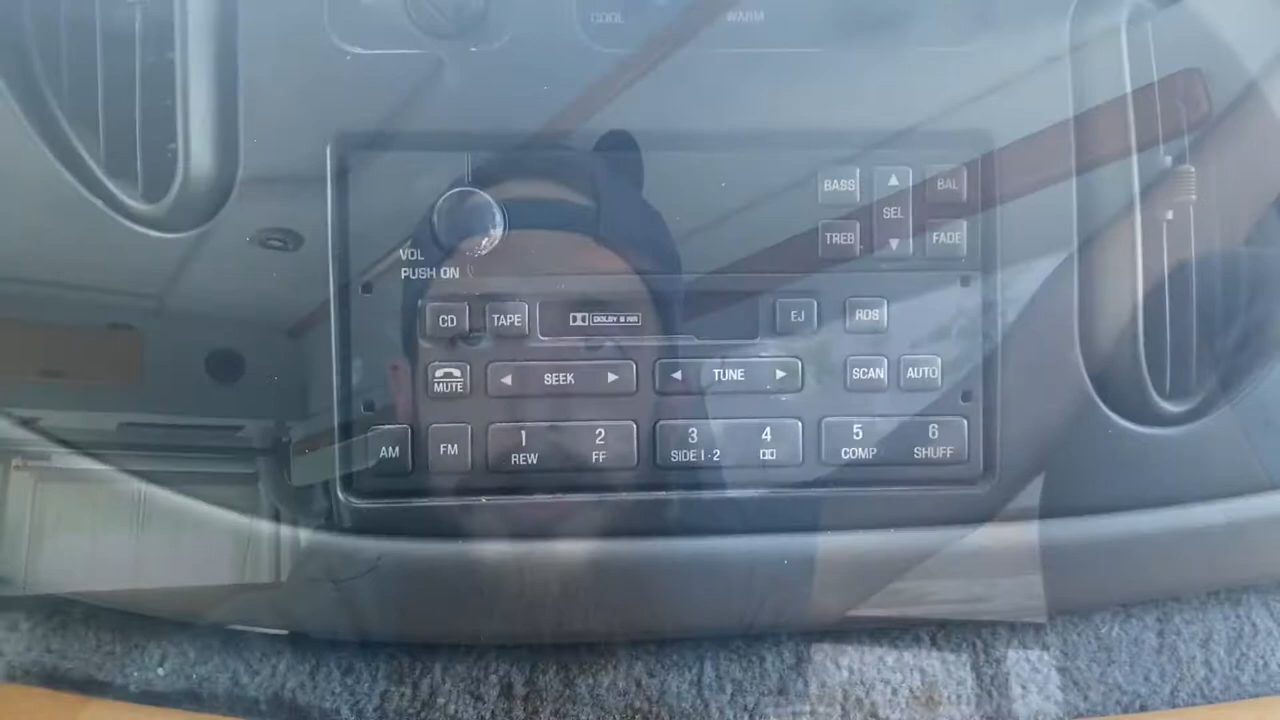 COOL WARM
BASS ▲ BAL
SEL
TREB ▼ FADE
VOL
PUSH ON
CD TAPE DOLBY B NR EJ RDS
MUTE ◄ SEEK ► ◄ TUNE ► SCAN AUTO
AM FM 1 2 3 4 5 6
REW FF SIDE 1-2 COMP SHUFF